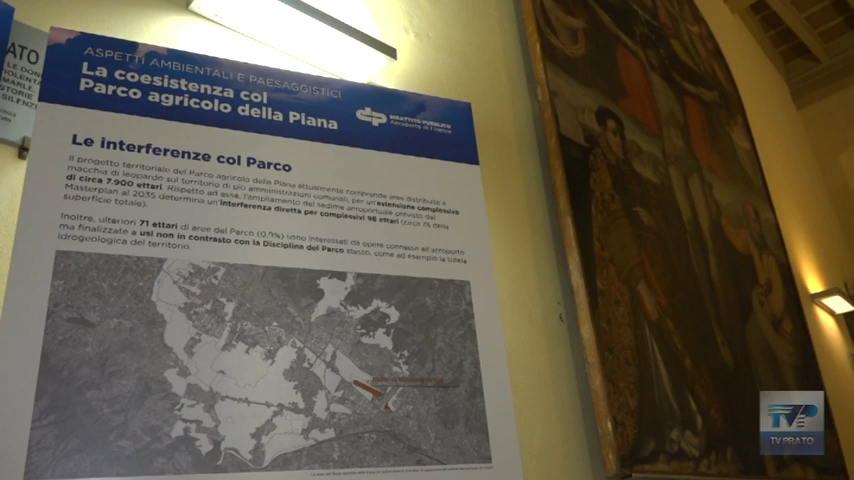 ATO
LE DON
SILENZI
ASPETTI AMBIENTALI E PAESAGGISTICI
La coesistenza col
Parco agricolo della Piana
DIBATTITO PUBBLICO
Aeroporto di Firenze
Le interferenze col Parco
Il progetto territoriale del Parco agricolo della Piana attualmente comprende aree distribuite a
macchia di leopardo sul territorio di più amministrazioni comunali, per un'estensione complessiva
di circa 7.900 ettari. Rispetto ad essa, l'ampliamento del sedime aeroportuale previsto dal
Masterplan al 2035 determina un'interferenza diretta per complessivi 96 ettari (circa 1% della
superficie totale).
Inoltre, ulteriori 71 ettari di aree del Parco (0,9%) sono interessati da opere connesse all'aeroporto
ma finalizzate a usi non in contrasto con la Disciplina del Parco stesso, come ad esempio la tutela
idrogeologica del territorio.
TVP
TV PRATO